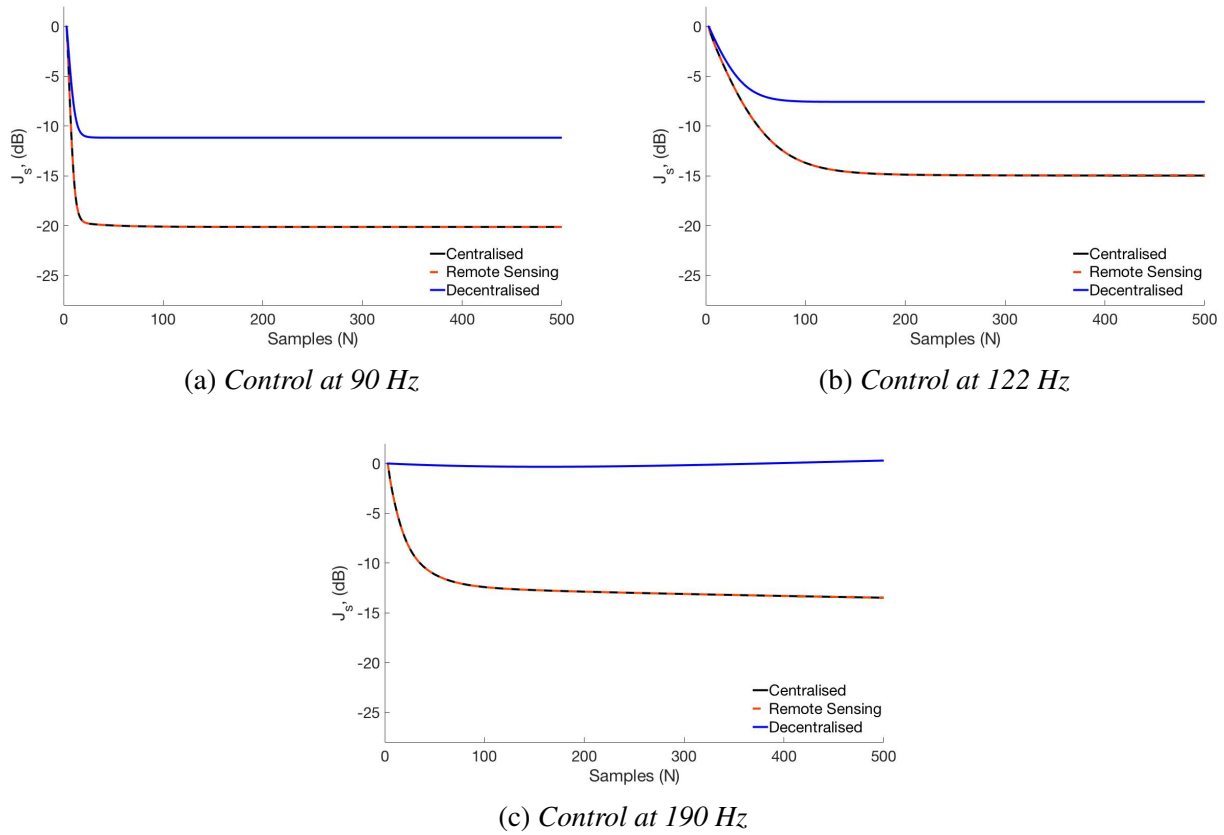 0
-5
-10
-15
-20
-25
J_s, (dB)
Centralised
Remote Sensing
Decentralised
0 100 200 300 400 500
Samples (N)
(a) Control at 90 Hz
0
-5
-10
-15
-20
-25
J_s, (dB)
Centralised
Remote Sensing
Decentralised
0 100 200 300 400 500
Samples (N)
(b) Control at 122 Hz
0
-5
-10
-15
-20
-25
J_s, (dB)
Centralised
Remote Sensing
Decentralised
0 100 200 300 400 500
Samples (N)
(c) Control at 190 Hz